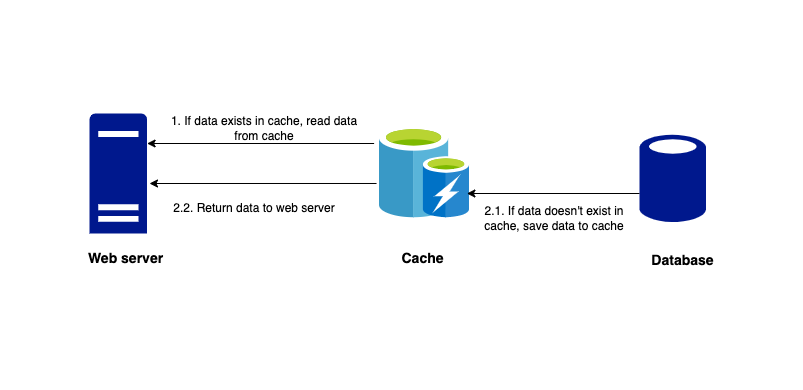 1. If data exists in cache, read data
from cache
2.2. Return data to web server
2.1. If data doesn't exist in
cache, save data to cache
Web server
Cache
Database